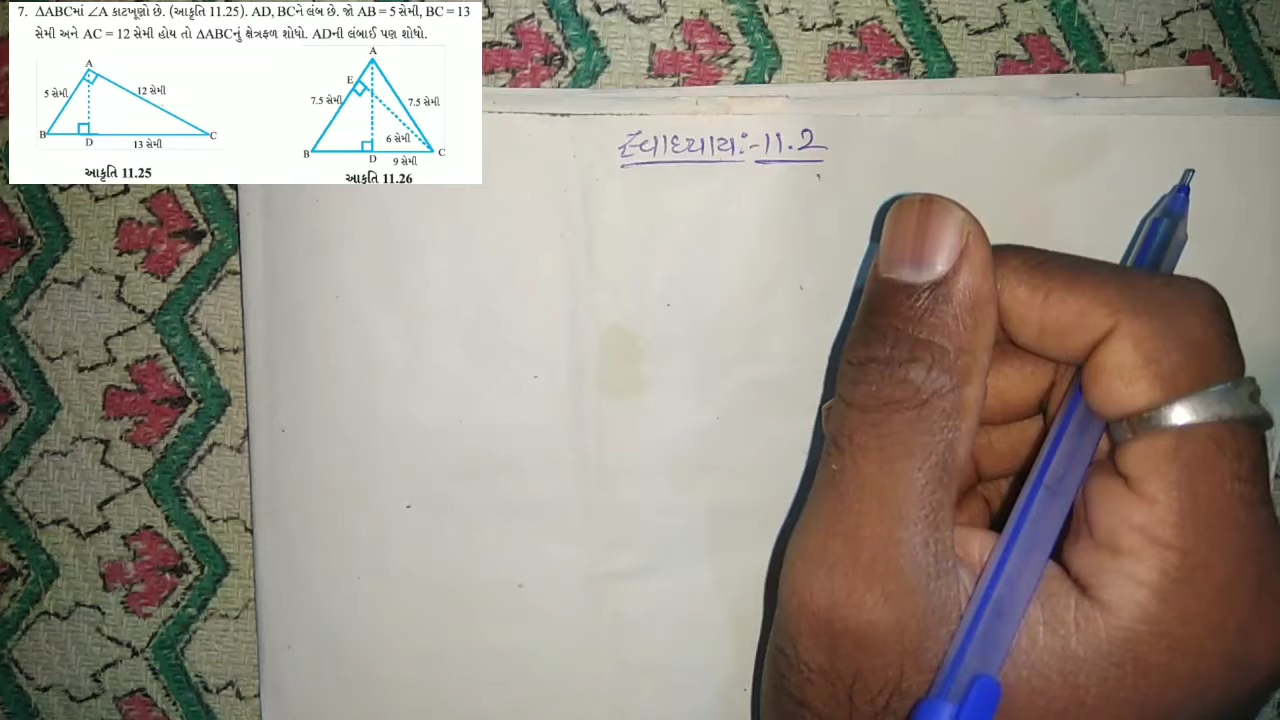 7. ΔABCમાં ∠A કાટખૂણો છે. (આકૃતિ 11.25). AD, BCને લંબ છે. જો AB = 5 સેમી, BC = 13
સેમી અને AC = 12 સેમી હોય તો ΔABCનું ક્ષેત્રફળ શોધો. ADની લંબાઈ પણ શોધો.
A
5 સેમી
12 સેમી
B
D
C
13 સેમી
આકૃતિ 11.25
A
E
7.5 સેમી
7.5 સેમી
6 સેમી
B
D
C
9 સેમી
આકૃતિ 11.26
સ્વાધ્યાય:-11.2